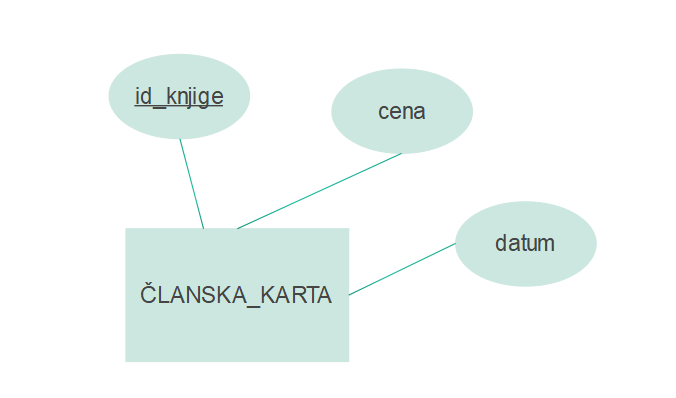 id_knjige
cena
datum
ČLANSKA_KARTA